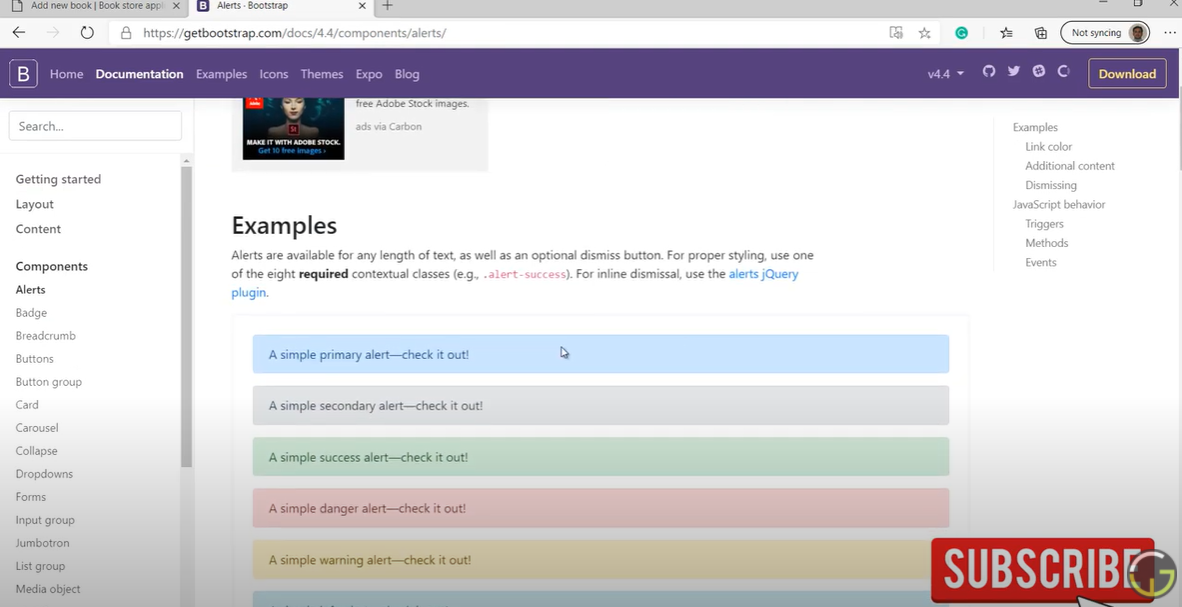 Add new book | Book store appl
Alerts · Bootstrap
https://getbootstrap.com/docs/4.4/components/alerts/
Not syncing
B Home Documentation Examples Icons Themes Expo Blog v4.4 Download
Search...
Getting started
Layout
Content
Components
Alerts
Badge
Breadcrumb
Buttons
Button group
Card
Carousel
Collapse
Dropdowns
Forms
Input group
Jumbotron
List group
Media object
free Adobe Stock images.
ads via Carbon
St
MAKE IT WITH ADOBE STOCK.
Get 10 free images ›
Examples
Alerts are available for any length of text, as well as an optional dismiss button. For proper styling, use one
of the eight required contextual classes (e.g., .alert-success). For inline dismissal, use the alerts jQuery
plugin.
A simple primary alert—check it out!
A simple secondary alert—check it out!
A simple success alert—check it out!
A simple danger alert—check it out!
A simple warning alert—check it out!
Examples
Link color
Additional content
Dismissing
JavaScript behavior
Triggers
Methods
Events
SUBSCRIBE